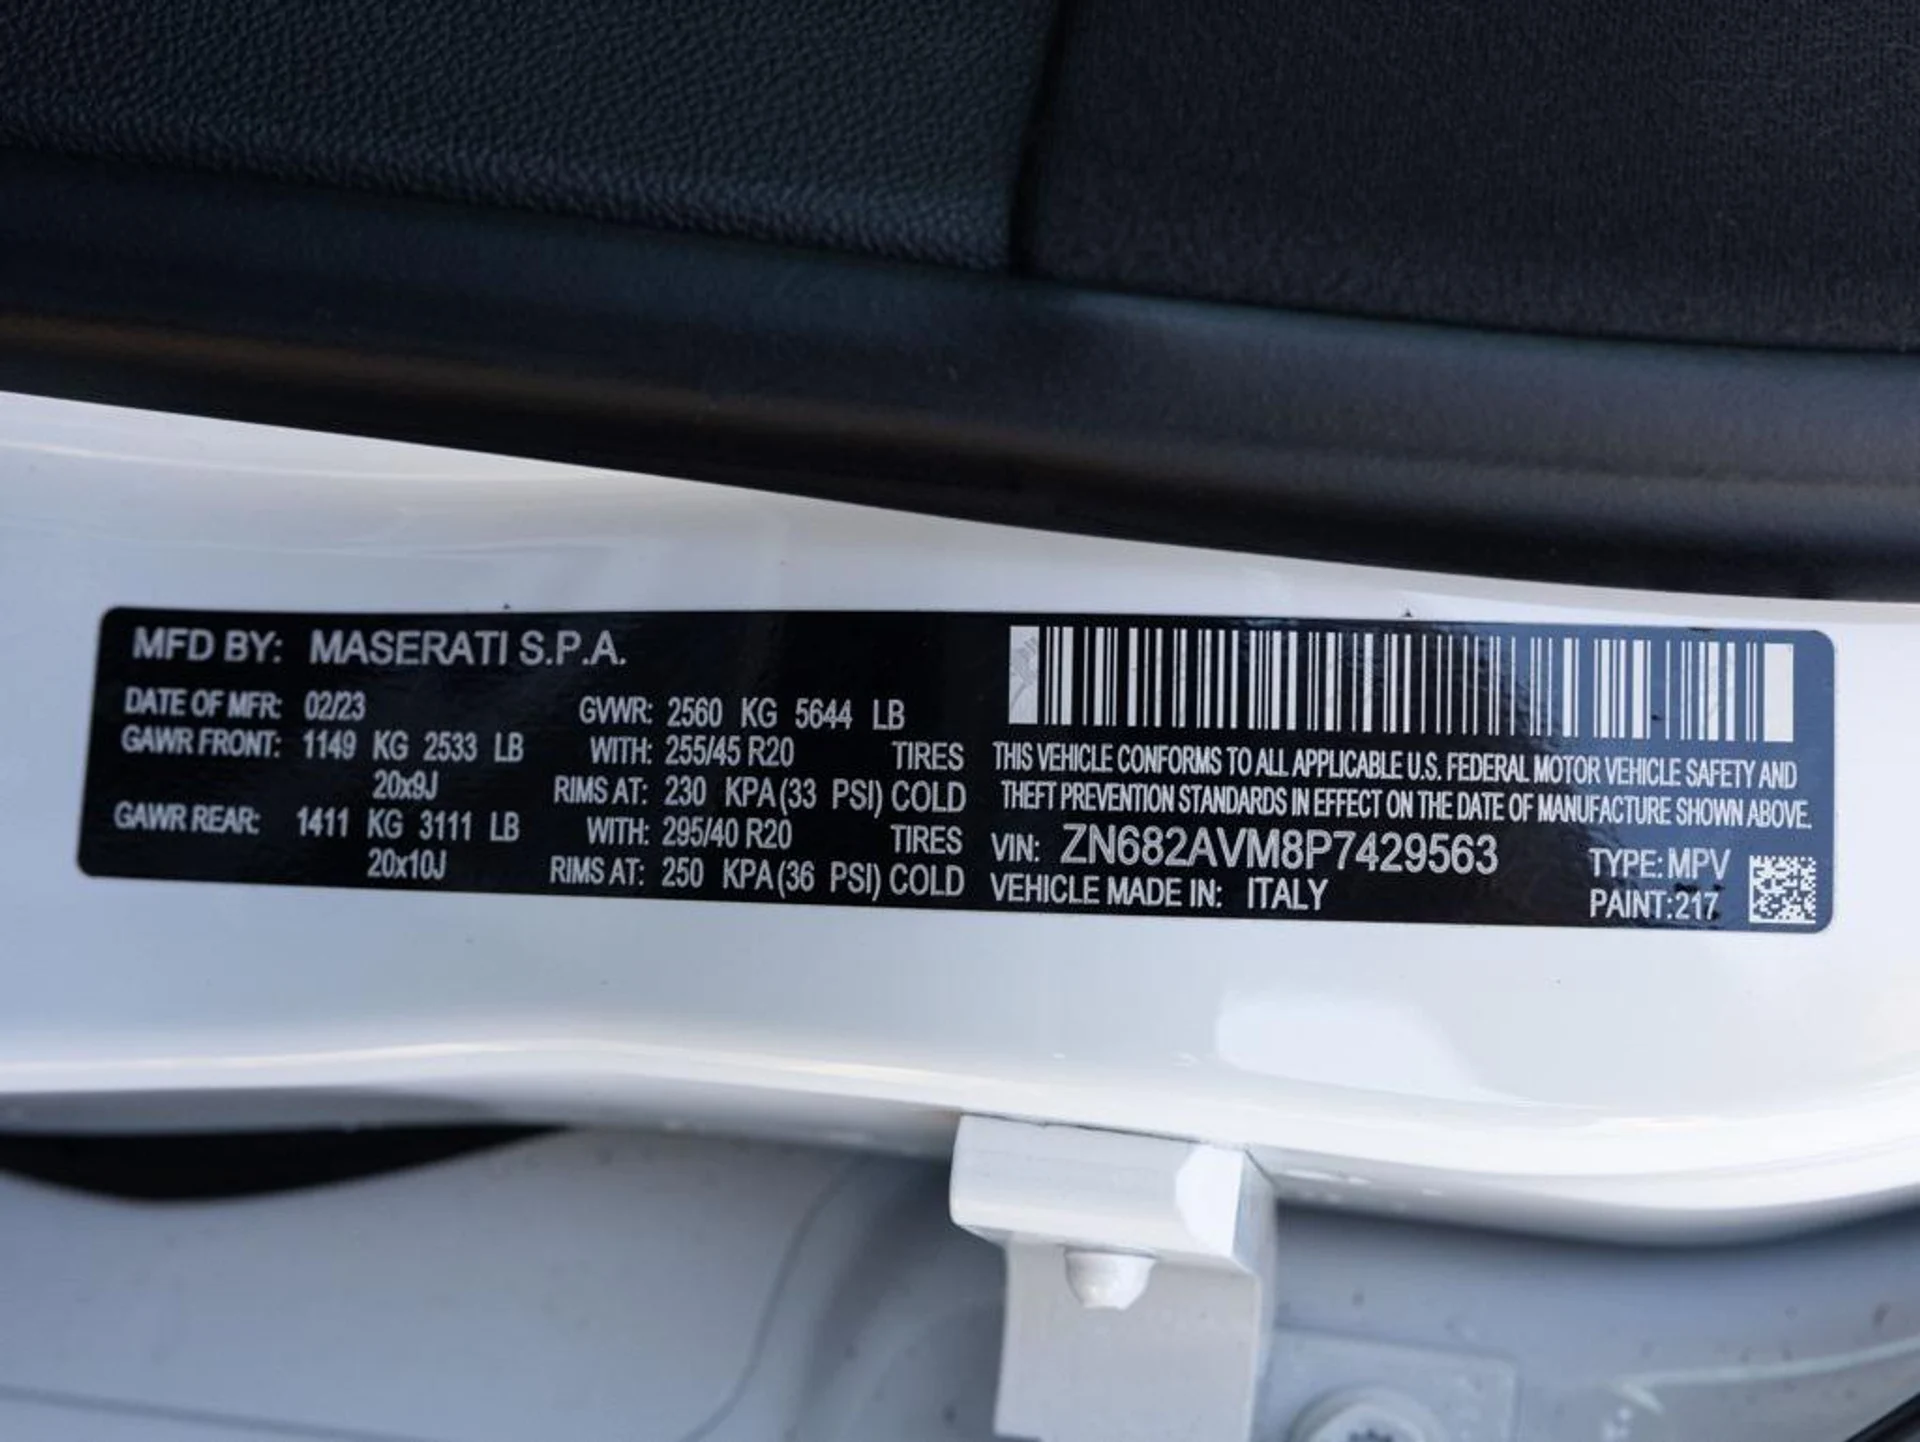 MFD BY: MASERATI S.P.A.
DATE OF MFR: 02/23 GVWR: 2560 KG 5644 LB
GAWR FRONT: 1149 KG 2533 LB WITH: 255/45 R20 TIRES
20x9J RIMS AT: 230 KPA (33 PSI) COLD
GAWR REAR: 1411 KG 3111 LB WITH: 295/40 R20 TIRES
20x10J RIMS AT: 250 KPA (36 PSI) COLD
THIS VEHICLE CONFORMS TO ALL APPLICABLE U.S. FEDERAL MOTOR VEHICLE SAFETY AND
THEFT PREVENTION STANDARDS IN EFFECT ON THE DATE OF MANUFACTURE SHOWN ABOVE.
VIN: ZN682AVM8P7429563 TYPE: MPV
VEHICLE MADE IN: ITALY PAINT:217